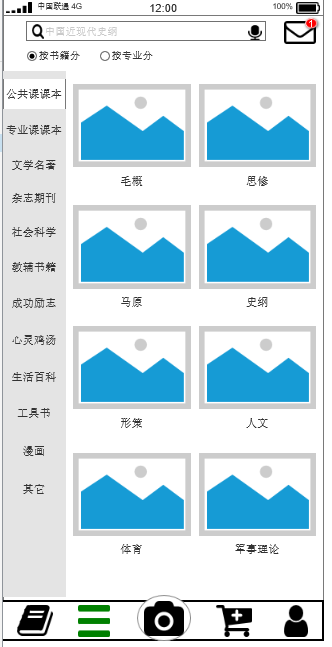 中国联通 4G 12:00 100%
中国近现代史纲
1
按书籍分 按专业分
公共课课本
专业课课本
文学名著
杂志期刊
社会科学
教辅书籍
成功励志
心灵鸡汤
生活百科
工具书
漫画
其它
毛概 思修
马原 史纲
形策 人文
体育 军事理论